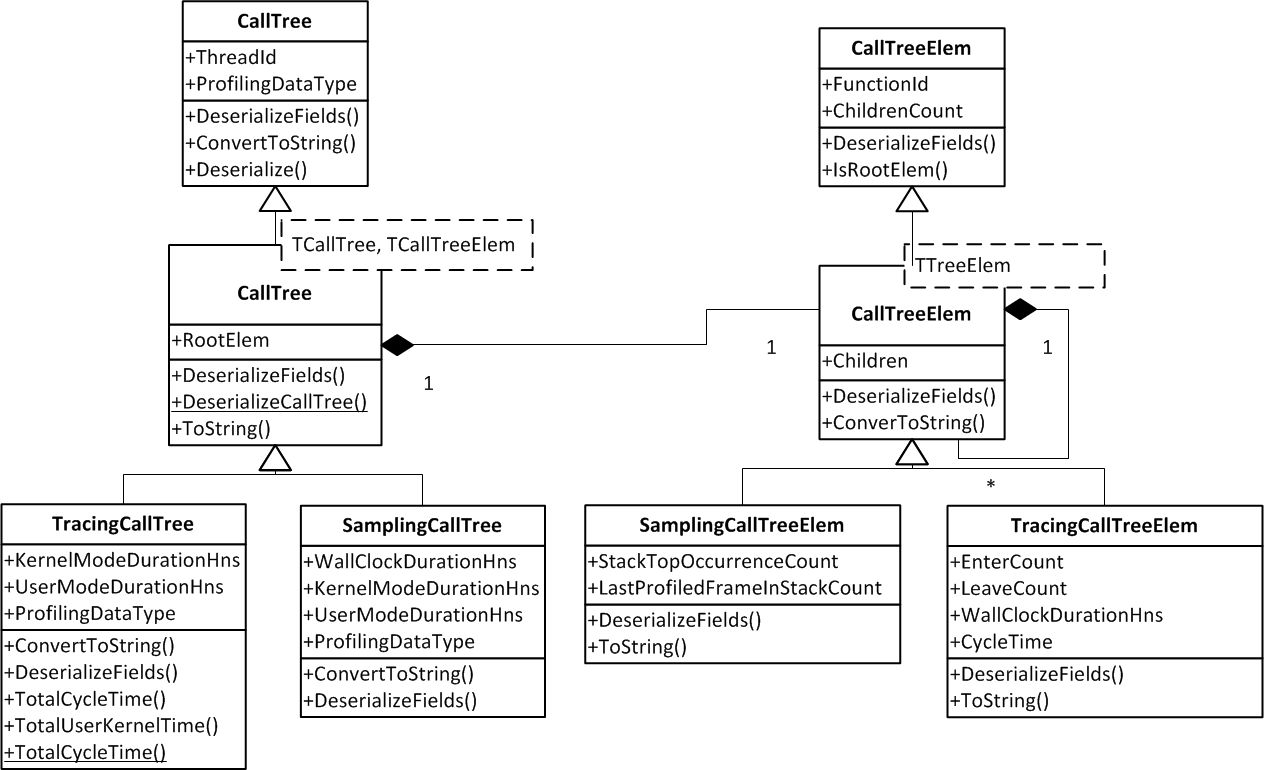 CallTree
+ThreadId
+ProfilingDataType
+DeserializeFields()
+ConvertToString()
+Deserialize()
CallTreeElem
+FunctionId
+ChildrenCount
+DeserializeFields()
+IsRootElem()
TCallTree, TCallTreeElem
CallTree
+RootElem
+DeserializeFields()
+DeserializeCallTree()
+ToString()
1
1
TTreeElem
CallTreeElem
+Children
+DeserializeFields()
+ConverToString()
1
*
TracingCallTree
+KernelModeDurationHns
+UserModeDurationHns
+ProfilingDataType
+ConvertToString()
+DeserializeFields()
+TotalCycleTime()
+TotalUserKernelTime()
+TotalCycleTime()
SamplingCallTree
+WallClockDurationHns
+KernelModeDurationHns
+UserModeDurationHns
+ProfilingDataType
+ConvertToString()
+DeserializeFields()
SamplingCallTreeElem
+StackTopOccurrenceCount
+LastProfiledFrameInStackCount
+DeserializeFields()
+ToString()
TracingCallTreeElem
+EnterCount
+LeaveCount
+WallClockDurationHns
+CycleTime
+DeserializeFields()
+ToString()